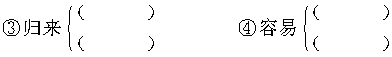 ③归来{(　　　) ④容易{(　　　)
(　　　) (　　　)